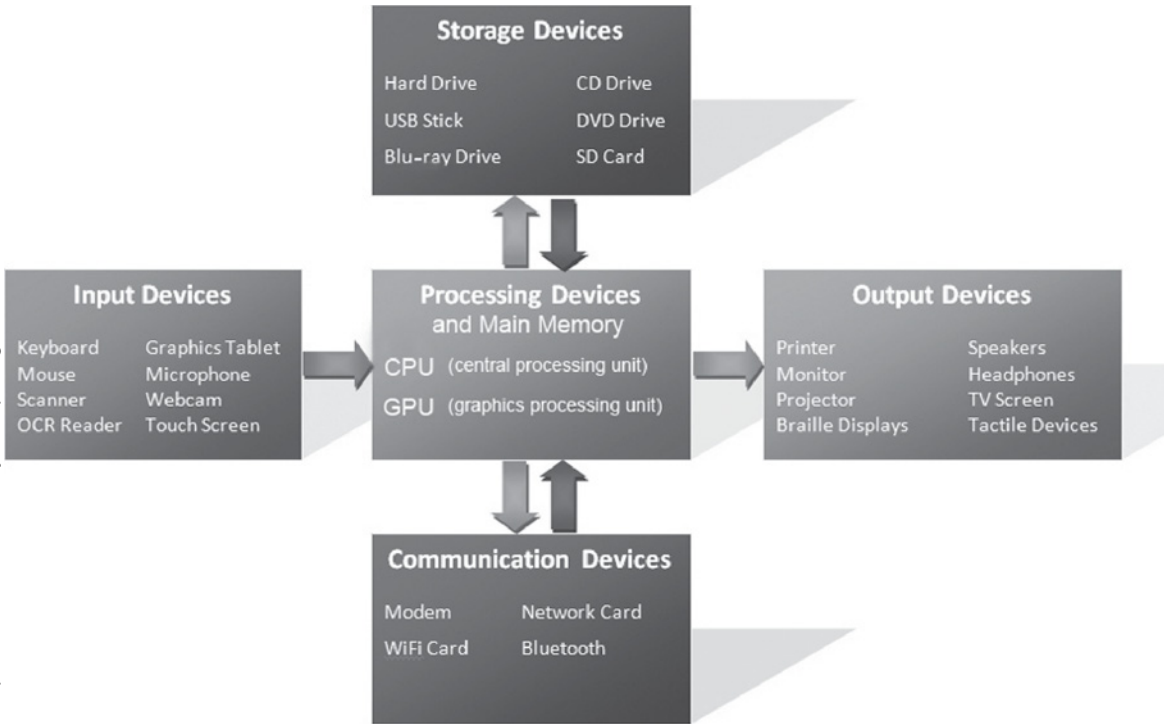 Storage Devices
Hard Drive CD Drive
USB Stick DVD Drive
Blu-ray Drive SD Card
Input Devices
Keyboard Graphics Tablet
Mouse Microphone
Scanner Webcam
OCR Reader Touch Screen
Processing Devices
and Main Memory
CPU (central processing unit)
GPU (graphics processing unit)
Output Devices
Printer Speakers
Monitor Headphones
Projector TV Screen
Braille Displays Tactile Devices
Communication Devices
Modem Network Card
WiFi Card Bluetooth